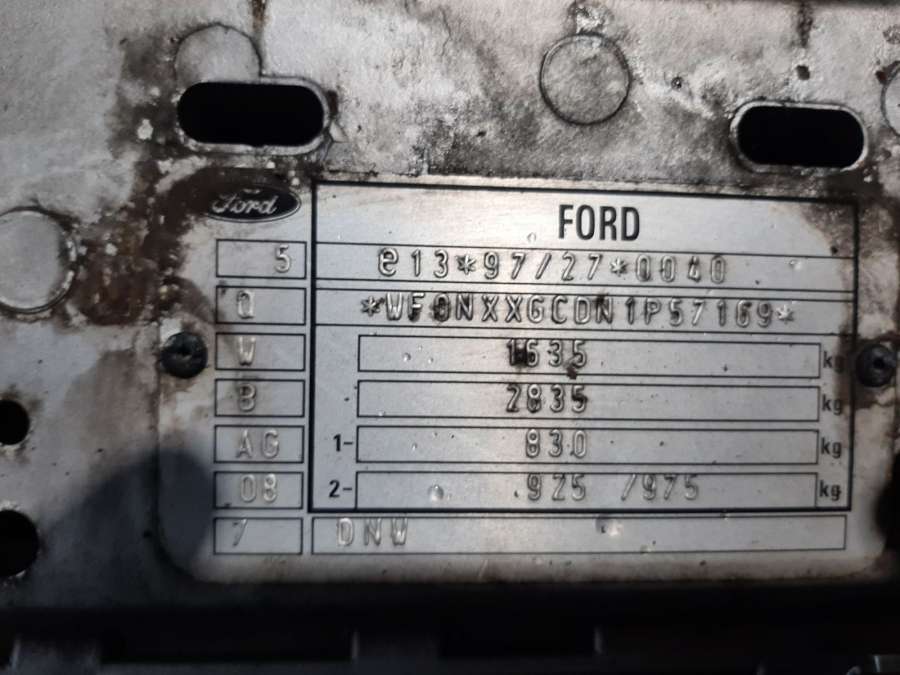 Ford
FORD
5 e13*97/27*0040
Q *WF0NXXGCDN1P57169*
W 1635 kg
B 2835 kg
AG 1- 830 kg
08 2- 925 /975 kg
7 DNW